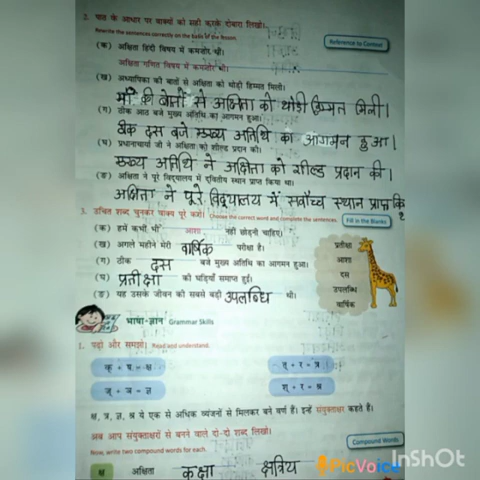 2. पाठ के आधार पर वाक्यों को सही करके दोबारा लिखो।
Rewrite the sentences correctly on the basis of the lesson.
Reference to Context
(क) अक्षिता हिंदी विषय में कमजोर थी।
अक्षिता गणित विषय में कमजोर थी।
(ख) अध्यापिका की बातों से अक्षिता को थोड़ी हिम्मत मिली।
माँ की बातों से अक्षिता को थोड़ी हिम्मत मिली।
(ग) ठीक आठ बजे मुख्य अतिथि का आगमन हुआ।
ठीक दस बजे मुख्य अतिथि का आगमन हुआ।
(घ) प्रधानाचार्या जी ने अक्षिता को शील्ड प्रदान की।
मुख्य अतिथि ने अक्षिता को शील्ड प्रदान की।
(ङ) अक्षिता ने पूरे विद्यालय में द्वितीय स्थान प्राप्त किया था।
अक्षिता ने पूरे विद्यालय में सर्वोच्च स्थान प्राप्त कि
3. उचित शब्द चुनकर वाक्य पूरे करो। Choose the correct word and complete the sentences.
Fill in the Blanks
(क) हमें कभी भी आशा नहीं छोड़नी चाहिए।
(ख) अगले महीने मेरी वार्षिक परीक्षा है।
(ग) ठीक दस बजे मुख्य अतिथि का आगमन हुआ।
(घ) प्रतीक्षा की घड़ियाँ समाप्त हुईं।
(ङ) यह उसके जीवन की सबसे बड़ी उपलब्धि थी।
प्रतीक्षा
आशा
दस
उपलब्धि
वार्षिक
भाषा-ज्ञान Grammar Skills
1. पढ़ो और समझो। Read and understand.
क् + ष = क्ष
त् + र = त्र
ज् + ञ = ज्ञ
श् + र = श्र
क्ष, त्र, ज्ञ, श्र ये एक से अधिक व्यंजनों से मिलकर बने वर्ण हैं। इन्हें संयुक्ताक्षर कहते हैं।
अब आप संयुक्ताक्षरों से बनने वाले दो-दो शब्द लिखो।
Now, write two compound words for each.
Compound Words
क्ष अक्षिता कक्षा क्षत्रिय
PicVoice InShOt